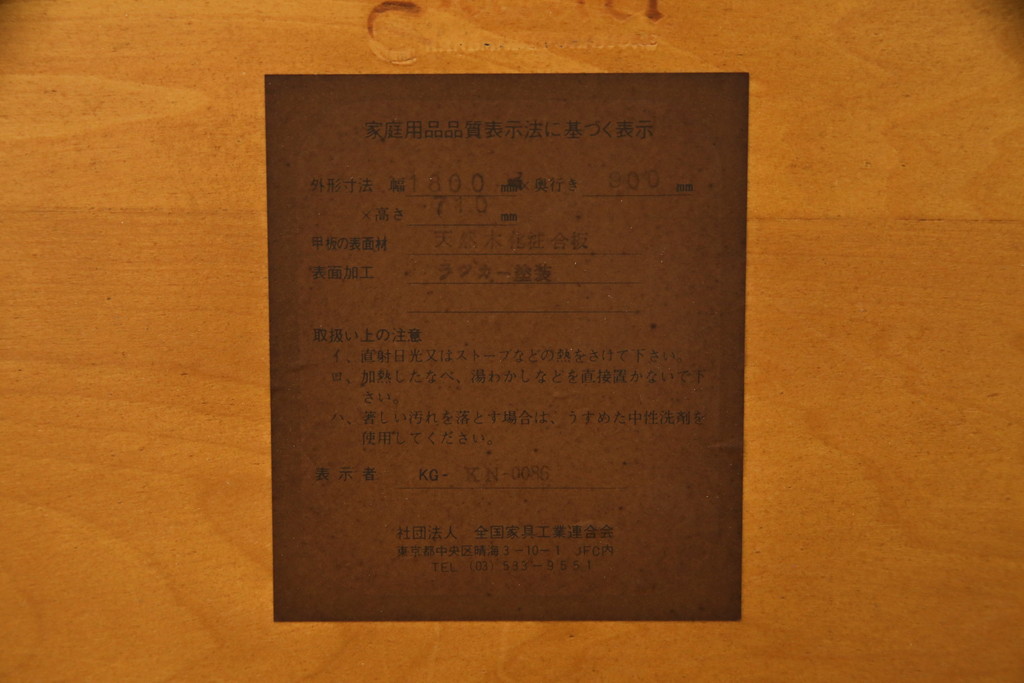 家庭用品品質表示法に基づく表示
外形寸法 幅 1800 mm×奥行き 900 mm
×高さ 710 mm
甲板の表面材 天然木化粧合板
表面加工 ラッカー塗装
取扱い上の注意
イ、直射日光又はストーブなどの熱をさけて下さい。
ロ、加熱したなべ、湯わかしなどを直接置かないで下
さい。
ハ、著しい汚れを落とす場合は、うすめた中性洗剤を
使用してください。
表示者 KG- KN-0086
社団法人 全国家具工業連合会
東京都中央区晴海3-10-1 JFC内
TEL (03) 533-9551